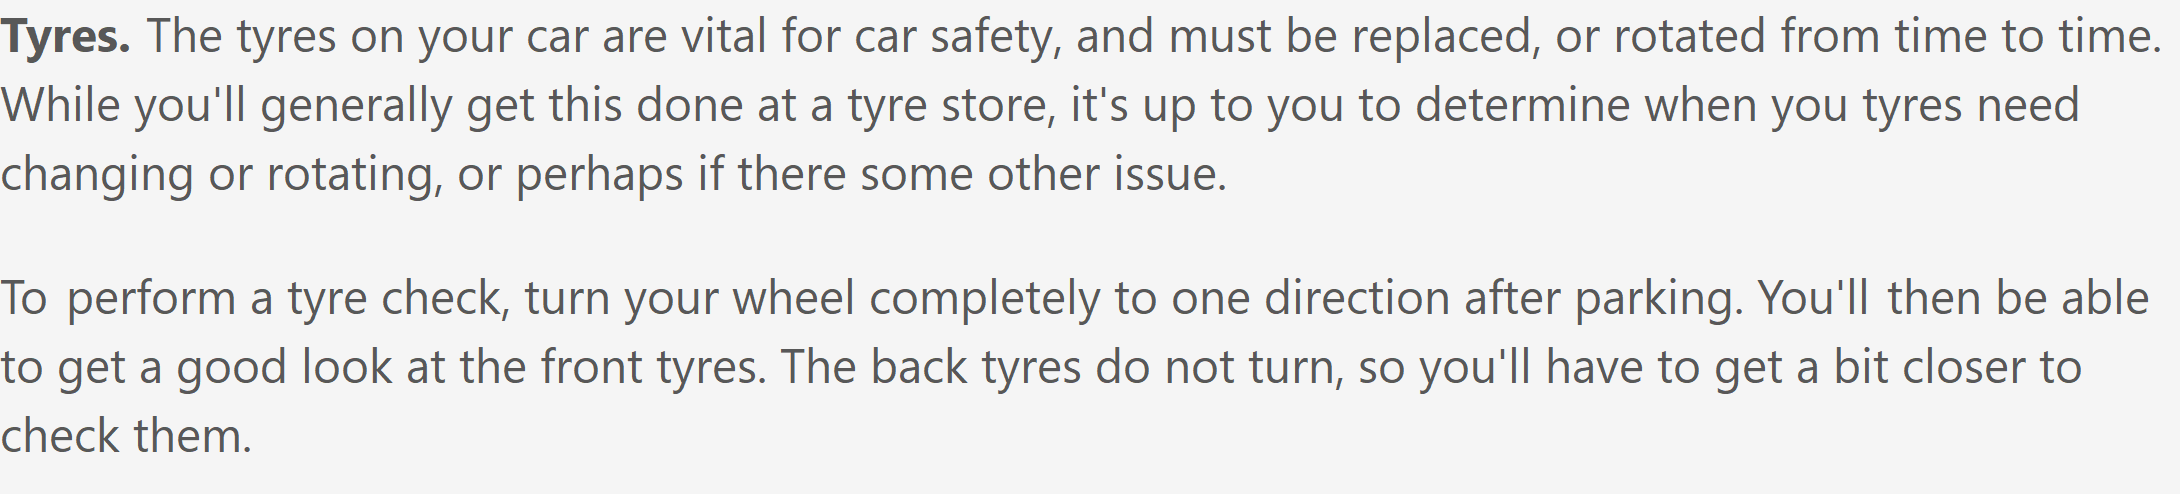 Tyres. The tyres on your car are vital for car safety, and must be replaced, or rotated from time to time.
While you'll generally get this done at a tyre store, it's up to you to determine when you tyres need
changing or rotating, or perhaps if there some other issue.
To perform a tyre check, turn your wheel completely to one direction after parking. You'll then be able
to get a good look at the front tyres. The back tyres do not turn, so you'll have to get a bit closer to
check them.